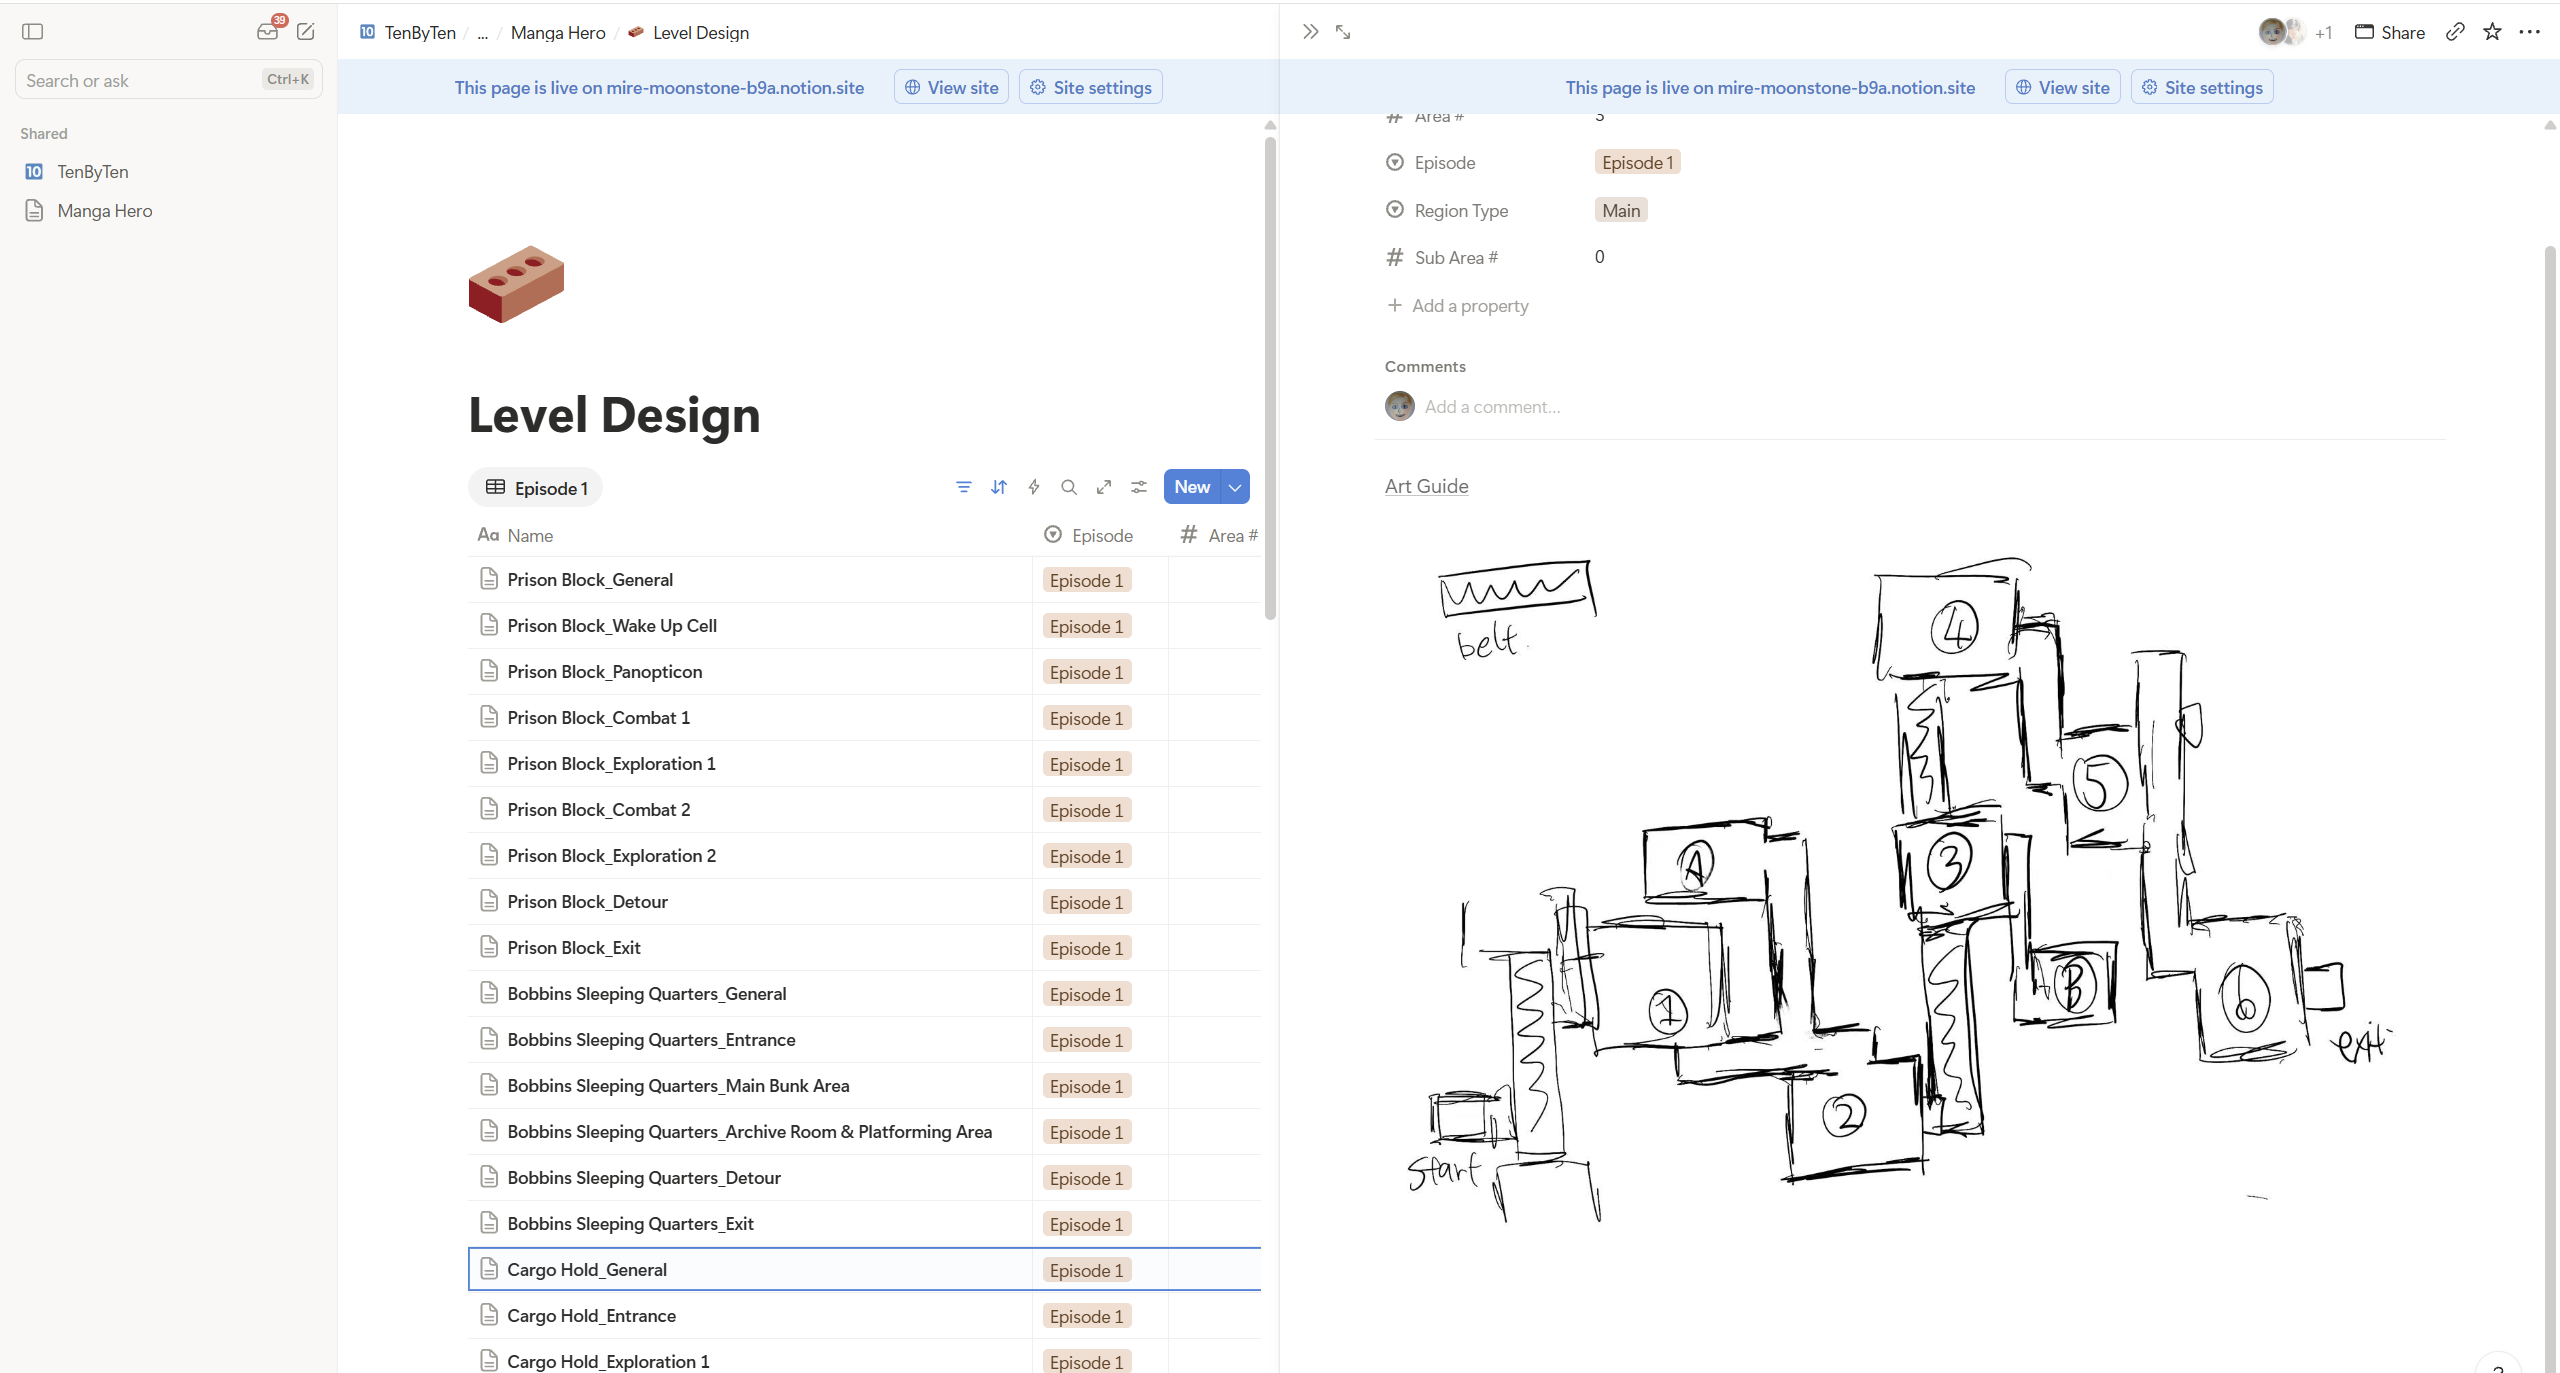 39
Search or ask
Ctrl+K
Shared
10 TenByTen
Manga Hero
10 TenByTen / ... / Manga Hero / Level Design
This page is live on mire-moonstone-b9a.notion.site
View site
Site settings
Level Design
Episode 1
New
Aa Name
Episode
# Area #
Prison Block_General Episode 1
Prison Block_Wake Up Cell Episode 1
Prison Block_Panopticon Episode 1
Prison Block_Combat 1 Episode 1
Prison Block_Exploration 1 Episode 1
Prison Block_Combat 2 Episode 1
Prison Block_Exploration 2 Episode 1
Prison Block_Detour Episode 1
Prison Block_Exit Episode 1
Bobbins Sleeping Quarters_General Episode 1
Bobbins Sleeping Quarters_Entrance Episode 1
Bobbins Sleeping Quarters_Main Bunk Area Episode 1
Bobbins Sleeping Quarters_Archive Room & Platforming Area Episode 1
Bobbins Sleeping Quarters_Detour Episode 1
Bobbins Sleeping Quarters_Exit Episode 1
Cargo Hold_General Episode 1
Cargo Hold_Entrance Episode 1
Cargo Hold_Exploration 1 Episode 1
+1
Share
This page is live on mire-moonstone-b9a.notion.site
View site
Site settings
# Area # 3
Episode Episode 1
Region Type Main
# Sub Area # 0
+ Add a property
Comments
Add a comment...
Art Guide
belt.
4
5
A
3
1
B
6
exit
2
start